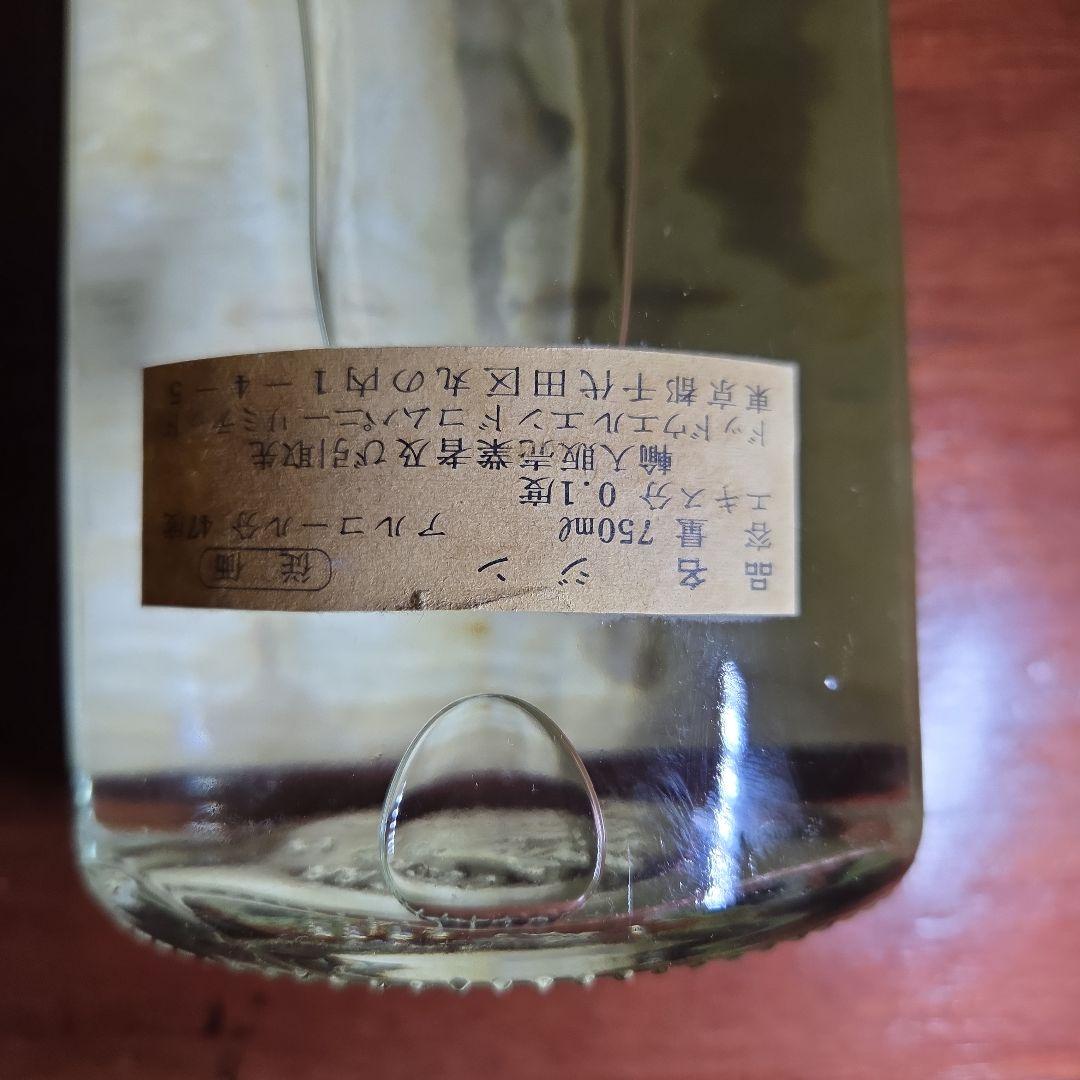 品名 ジン 従価
容量 750ml アルコール分 47度
エキス分 0.1度
輸入販売業者及び引取先
ドッドウエルエンドコムパニーリミテッド
東京都千代田区丸の内1-4-5